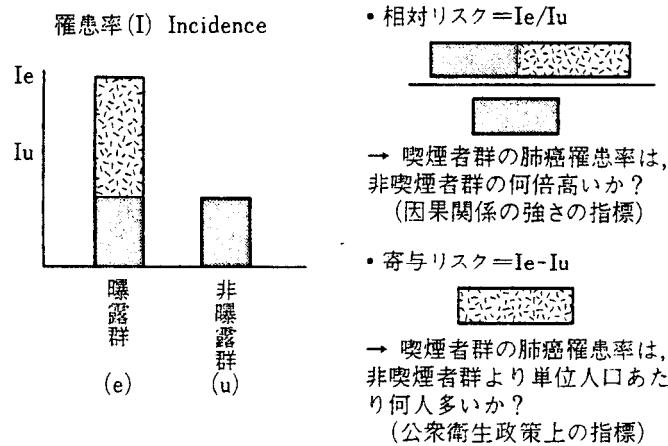 罹患率(I) Incidence
Ie
Iu
曝露群
(e)
非曝露群
(u)
・相対リスク＝Ie/Iu
→ 喫煙者群の肺癌罹患率は,
非喫煙者群の何倍高いか？
(因果関係の強さの指標)
・寄与リスク＝Ie-Iu
→ 喫煙者群の肺癌罹患率は,
非喫煙者群より単位人口あた
り何人多いか？
(公衆衛生政策上の指標)